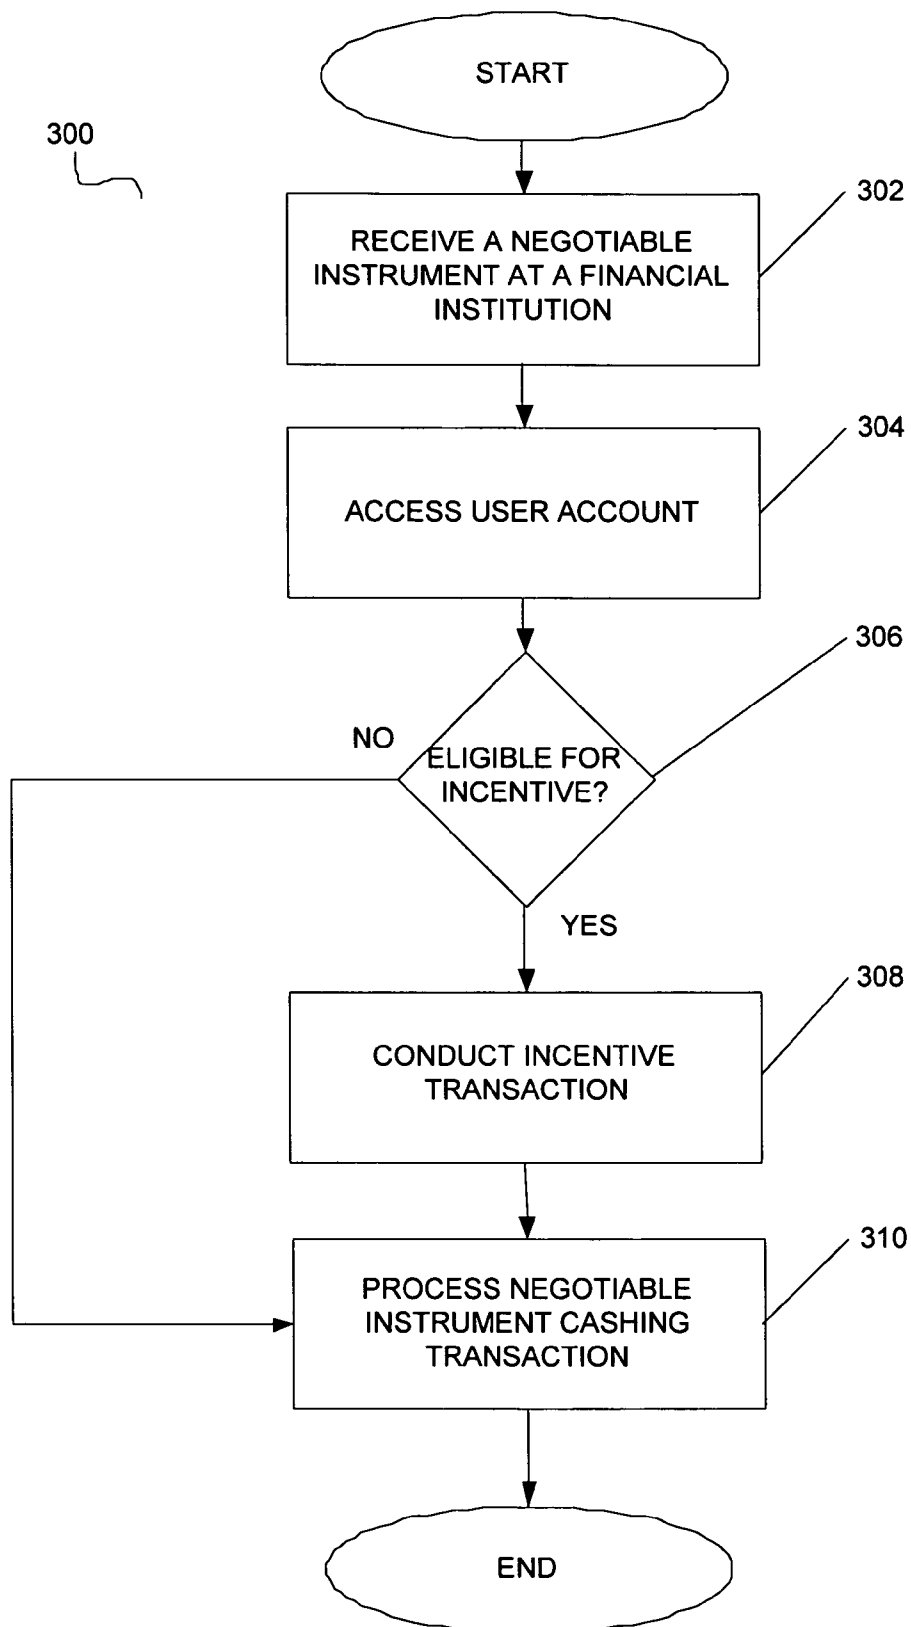 START
300
302
RECEIVE A NEGOTIABLE
INSTRUMENT AT A FINANCIAL
INSTITUTION
304
ACCESS USER ACCOUNT
306
NO
ELIGIBLE FOR
INCENTIVE?
YES
308
CONDUCT INCENTIVE
TRANSACTION
310
PROCESS NEGOTIABLE
INSTRUMENT CASHING
TRANSACTION
END